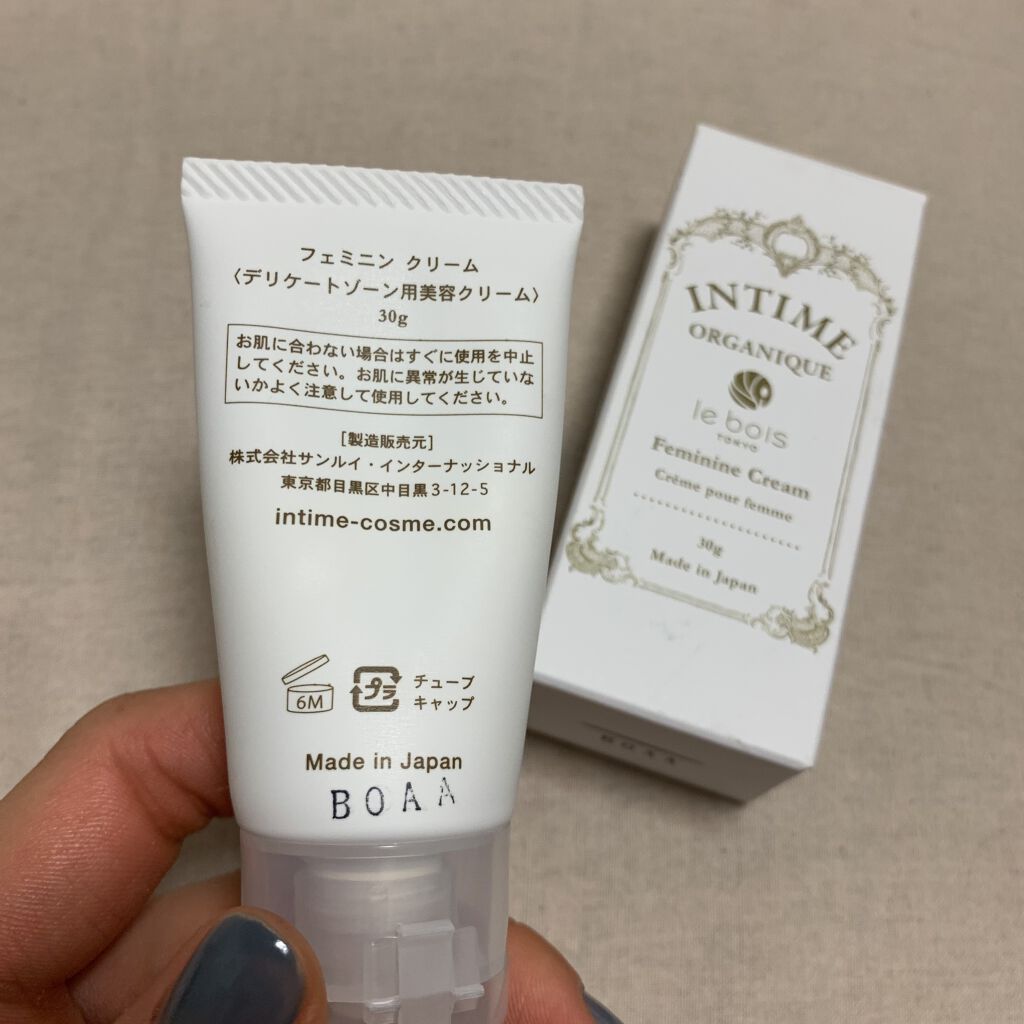 フェミニン クリーム
〈デリケートゾーン用美容クリーム〉
30g
お肌に合わない場合はすぐに使用を中止
してください。お肌に異常が生じていな
いかよく注意して使用してください。
[製造販売元]
株式会社サンルイ・インターナッショナル
東京都目黒区中目黒3-12-5
intime-cosme.com
6M
プラ
チューブ
キャップ
Made in Japan
BOAA
INTIME
ORGANIQUE
le bois
TOKYO
Feminine Cream
Crème pour femme
30g
Made in Japan
BOAA